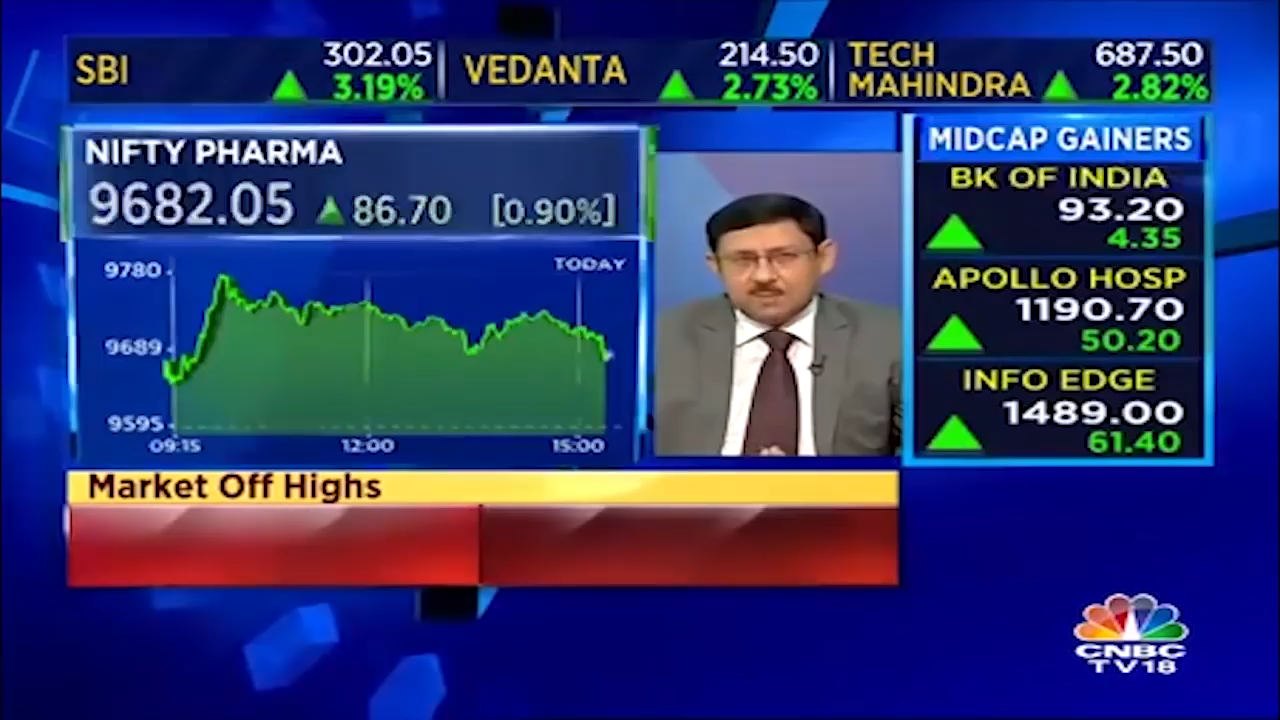 SBI
302.05
3.19%
VEDANTA
214.50
2.73%
TECH
MAHINDRA
687.50
2.82%
NIFTY PHARMA
9682.05 86.70 [0.90%]
TODAY
9780
9689
9595
09:15 12:00 15:00
MIDCAP GAINERS
BK OF INDIA
93.20
4.35
APOLLO HOSP
1190.70
50.20
INFO EDGE
1489.00
61.40
Market Off Highs
CNBC
TV18